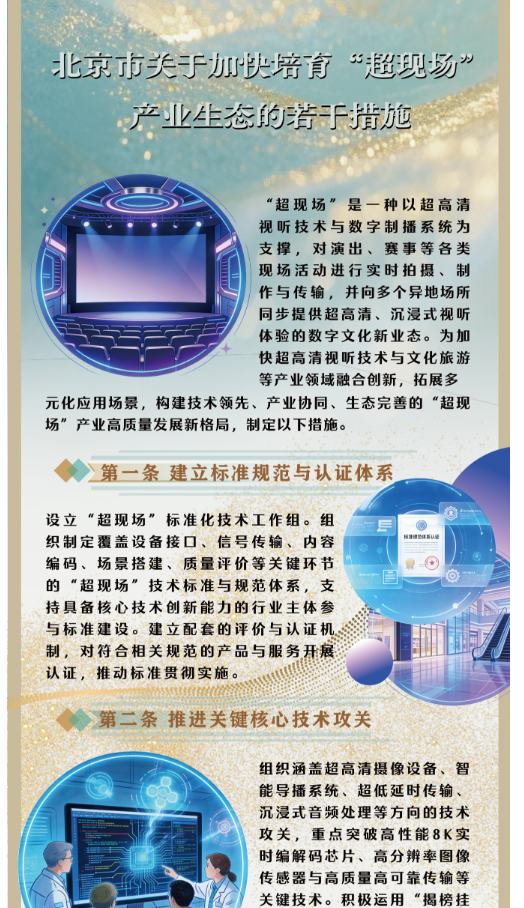 北京市关于加快培育“超现场”
产业生态的若干措施
“超现场”是一种以超高清
视听技术与数字制播系统为
支撑，对演出、赛事等各类
现场活动进行实时拍摄、制
作与传输，并向多个异地场所
同步提供超高清、沉浸式视听
体验的数字文化新业态。为加
快超高清视听技术与文化旅游
等产业领域融合创新，拓展多
元化应用场景，构建技术领先、产业协同、生态完善的“超现
场”产业高质量发展新格局，制定以下措施。
第一条 建立标准规范与认证体系
设立“超现场”标准化技术工作组。组
织制定覆盖设备接口、信号传输、内容
编码、场景搭建、质量评价等关键环节
的“超现场”技术标准与规范体系，支
持具备核心技术创新能力的行业主体参
与标准建设。建立配套的评价与认证机
制，对符合相关规范的产品与服务开展
认证，推动标准贯彻实施。
第二条 推进关键核心技术攻关
组织涵盖超高清摄像设备、智
能导播系统、超低延时传输、
沉浸式音频处理等方向的技术
攻关，重点突破高性能8K实
时编解码芯片、高分辨率图像
传感器与高质量高可靠传输等
关键技术。积极运用“揭榜挂